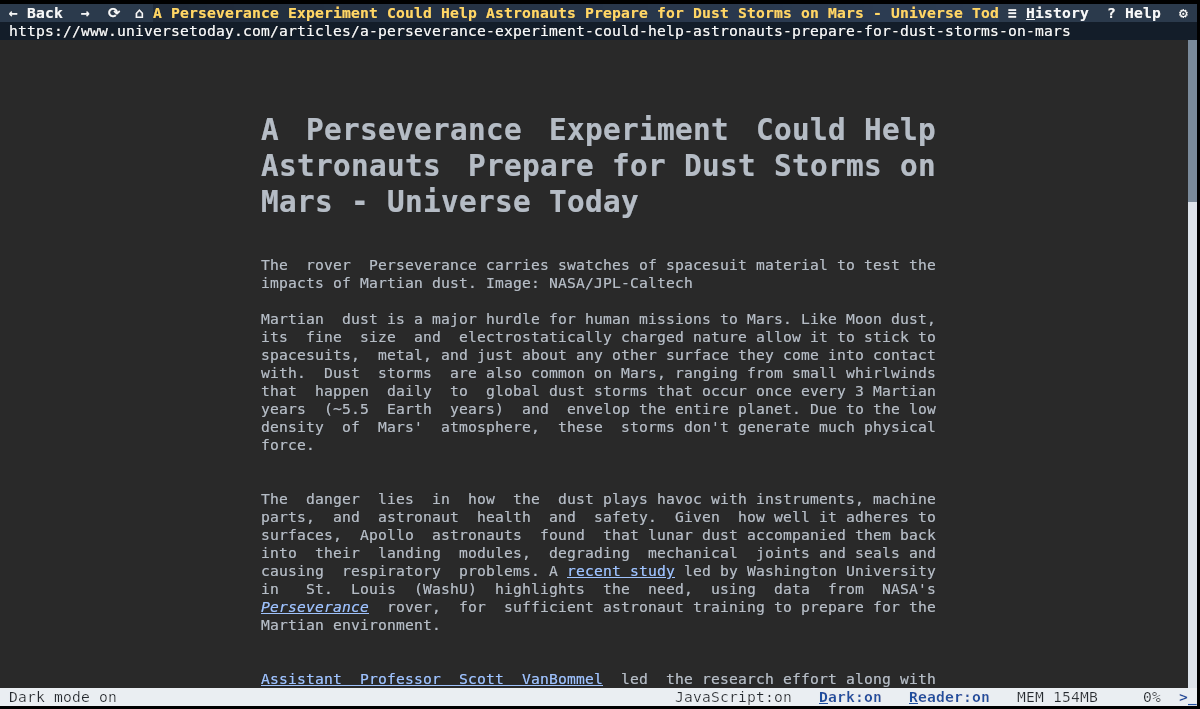 ← Back → ⟳ ⌂ A Perseverance Experiment Could Help Astronauts Prepare for Dust Storms on Mars - Universe Tod ≡ History ? Help ⚙
https://www.universetoday.com/articles/a-perseverance-experiment-could-help-astronauts-prepare-for-dust-storms-on-mars
A Perseverance Experiment Could Help
Astronauts Prepare for Dust Storms on
Mars - Universe Today
The rover Perseverance carries swatches of spacesuit material to test the
impacts of Martian dust. Image: NASA/JPL-Caltech
Martian dust is a major hurdle for human missions to Mars. Like Moon dust,
its fine size and electrostatically charged nature allow it to stick to
spacesuits, metal, and just about any other surface they come into contact
with. Dust storms are also common on Mars, ranging from small whirlwinds
that happen daily to global dust storms that occur once every 3 Martian
years (~5.5 Earth years) and envelop the entire planet. Due to the low
density of Mars' atmosphere, these storms don't generate much physical
force.
The danger lies in how the dust plays havoc with instruments, machine
parts, and astronaut health and safety. Given how well it adheres to
surfaces, Apollo astronauts found that lunar dust accompanied them back
into their landing modules, degrading mechanical joints and seals and
causing respiratory problems. A recent study led by Washington University
in St. Louis (WashU) highlights the need, using data from NASA's
Perseverance rover, for sufficient astronaut training to prepare for the
Martian environment.
Assistant Professor Scott VanBommel led the research effort along with
Dark mode on JavaScript:on Dark:on Reader:on MEM 154MB 0% >_